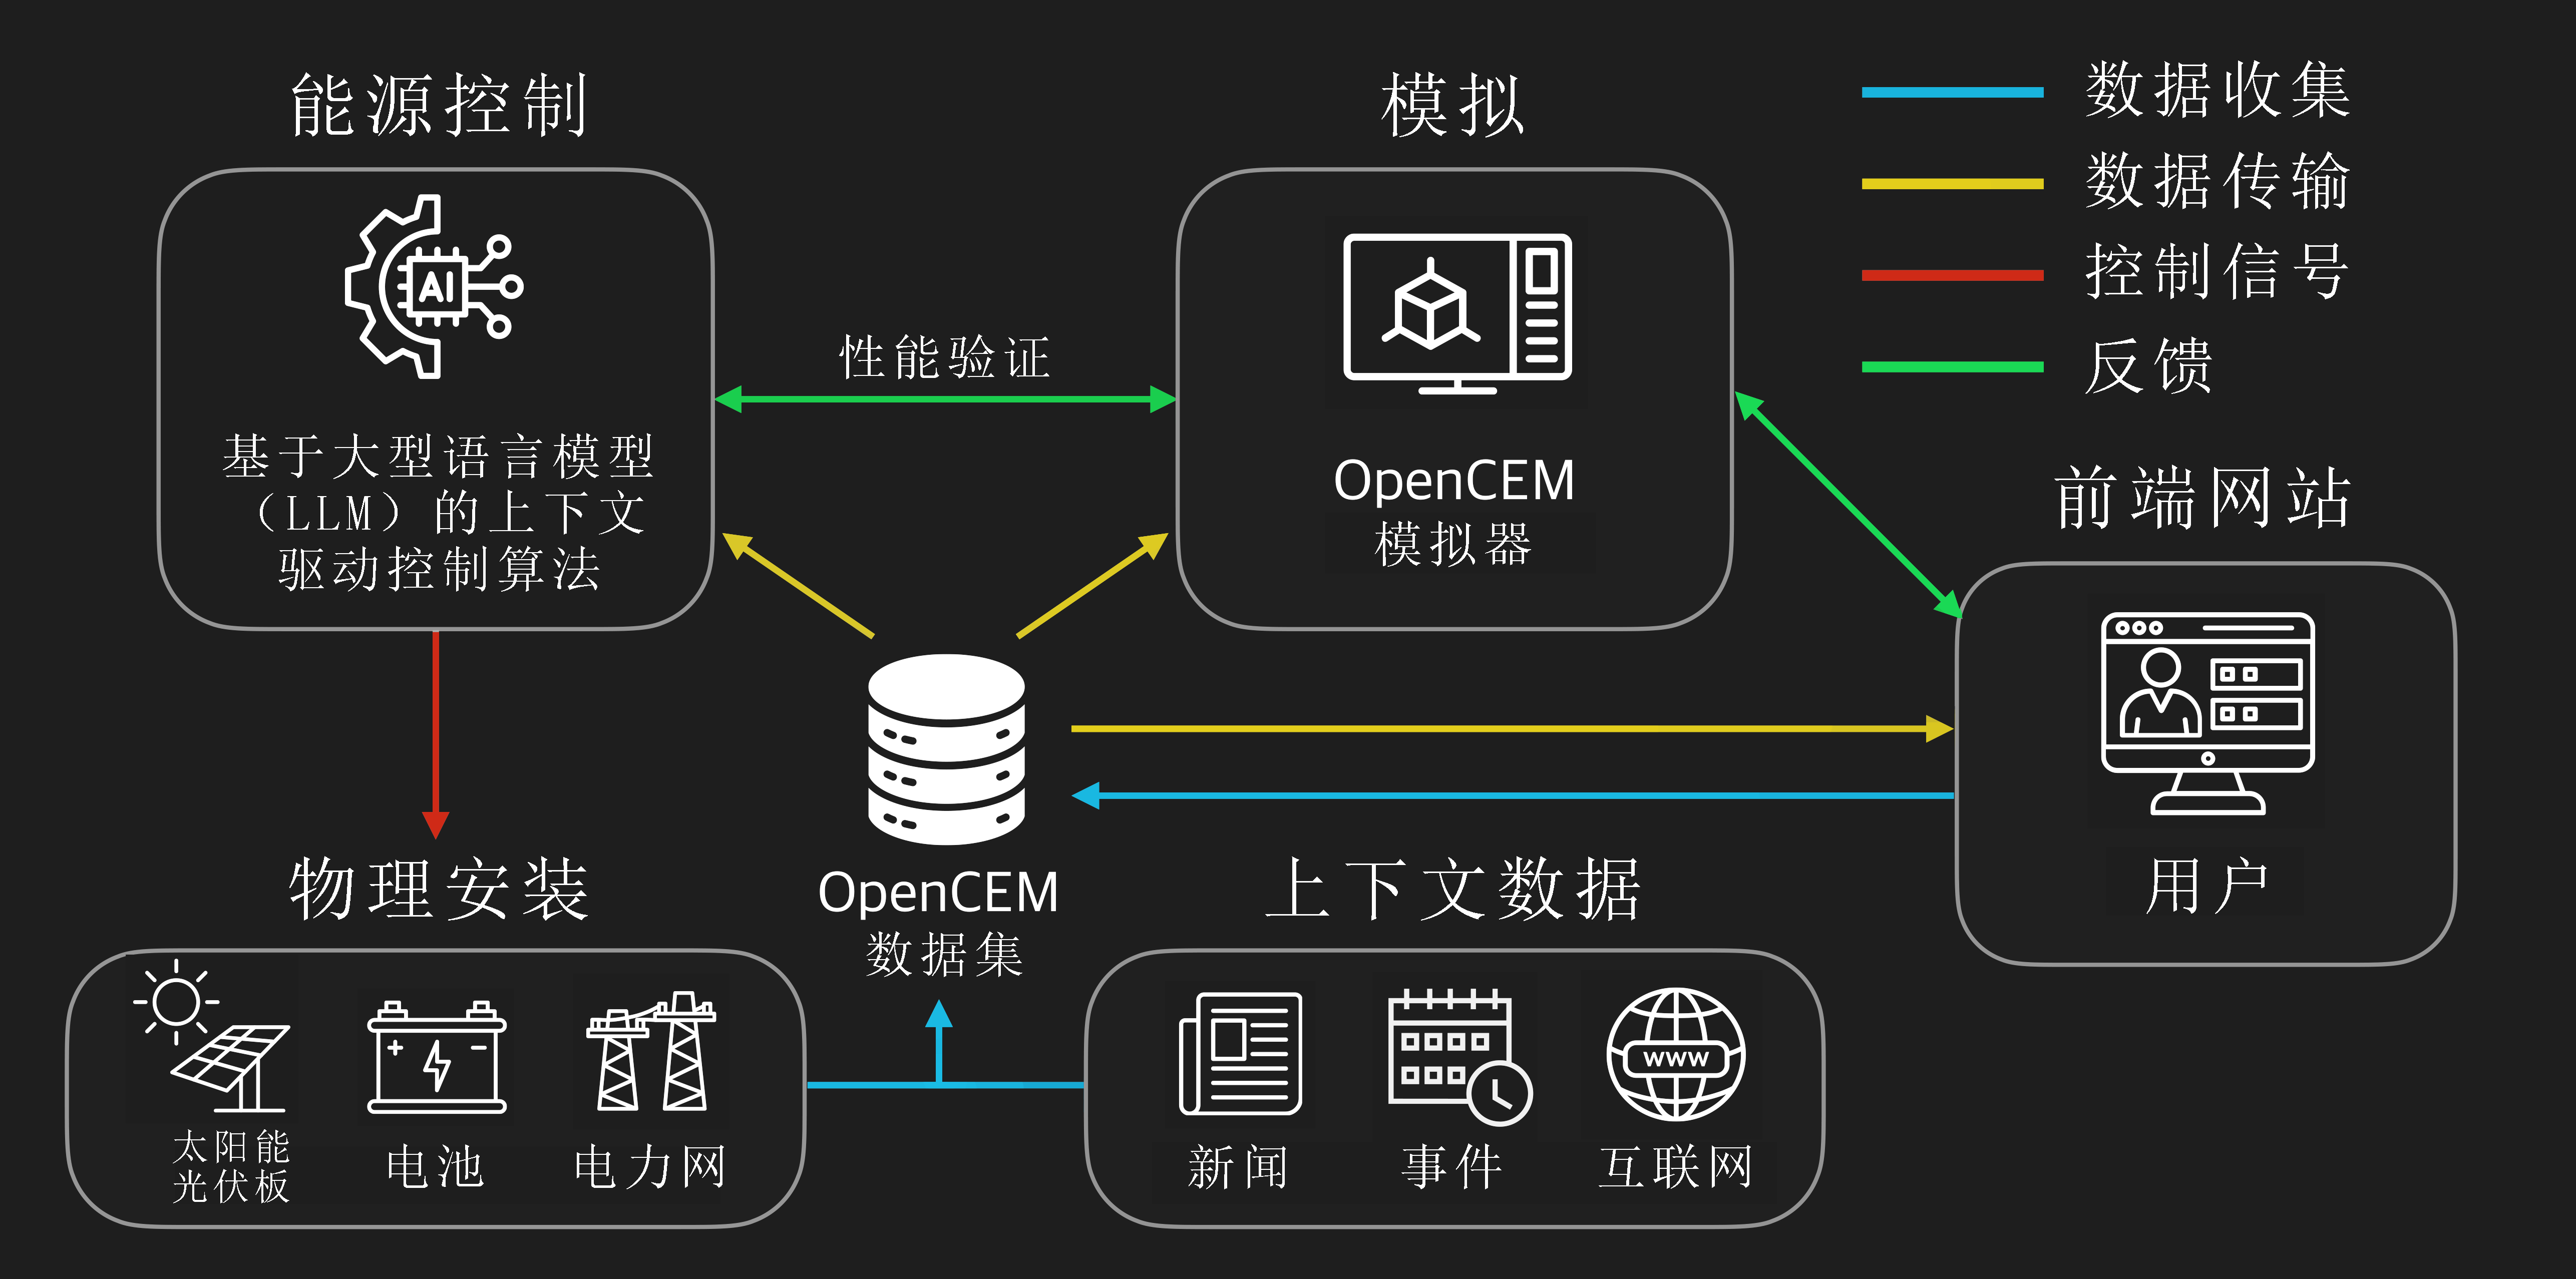 能源控制
AI
基于大型语言模型
（LLM）的上下文
驱动控制算法
性能验证
模拟
OpenCEM
模拟器
数据收集
数据传输
控制信号
反馈
前端网站
用户
OpenCEM
数据集
物理安装
太阳能
光伏板
电池
电力网
上下文数据
新闻
事件
www
互联网